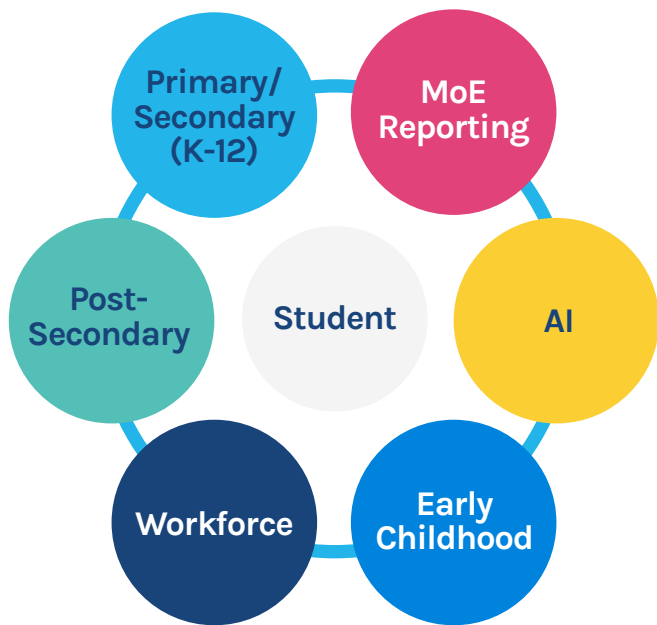 Primary/
Secondary
(K-12)
MoE
Reporting
Post-
Secondary
Student
AI
Workforce
Early
Childhood